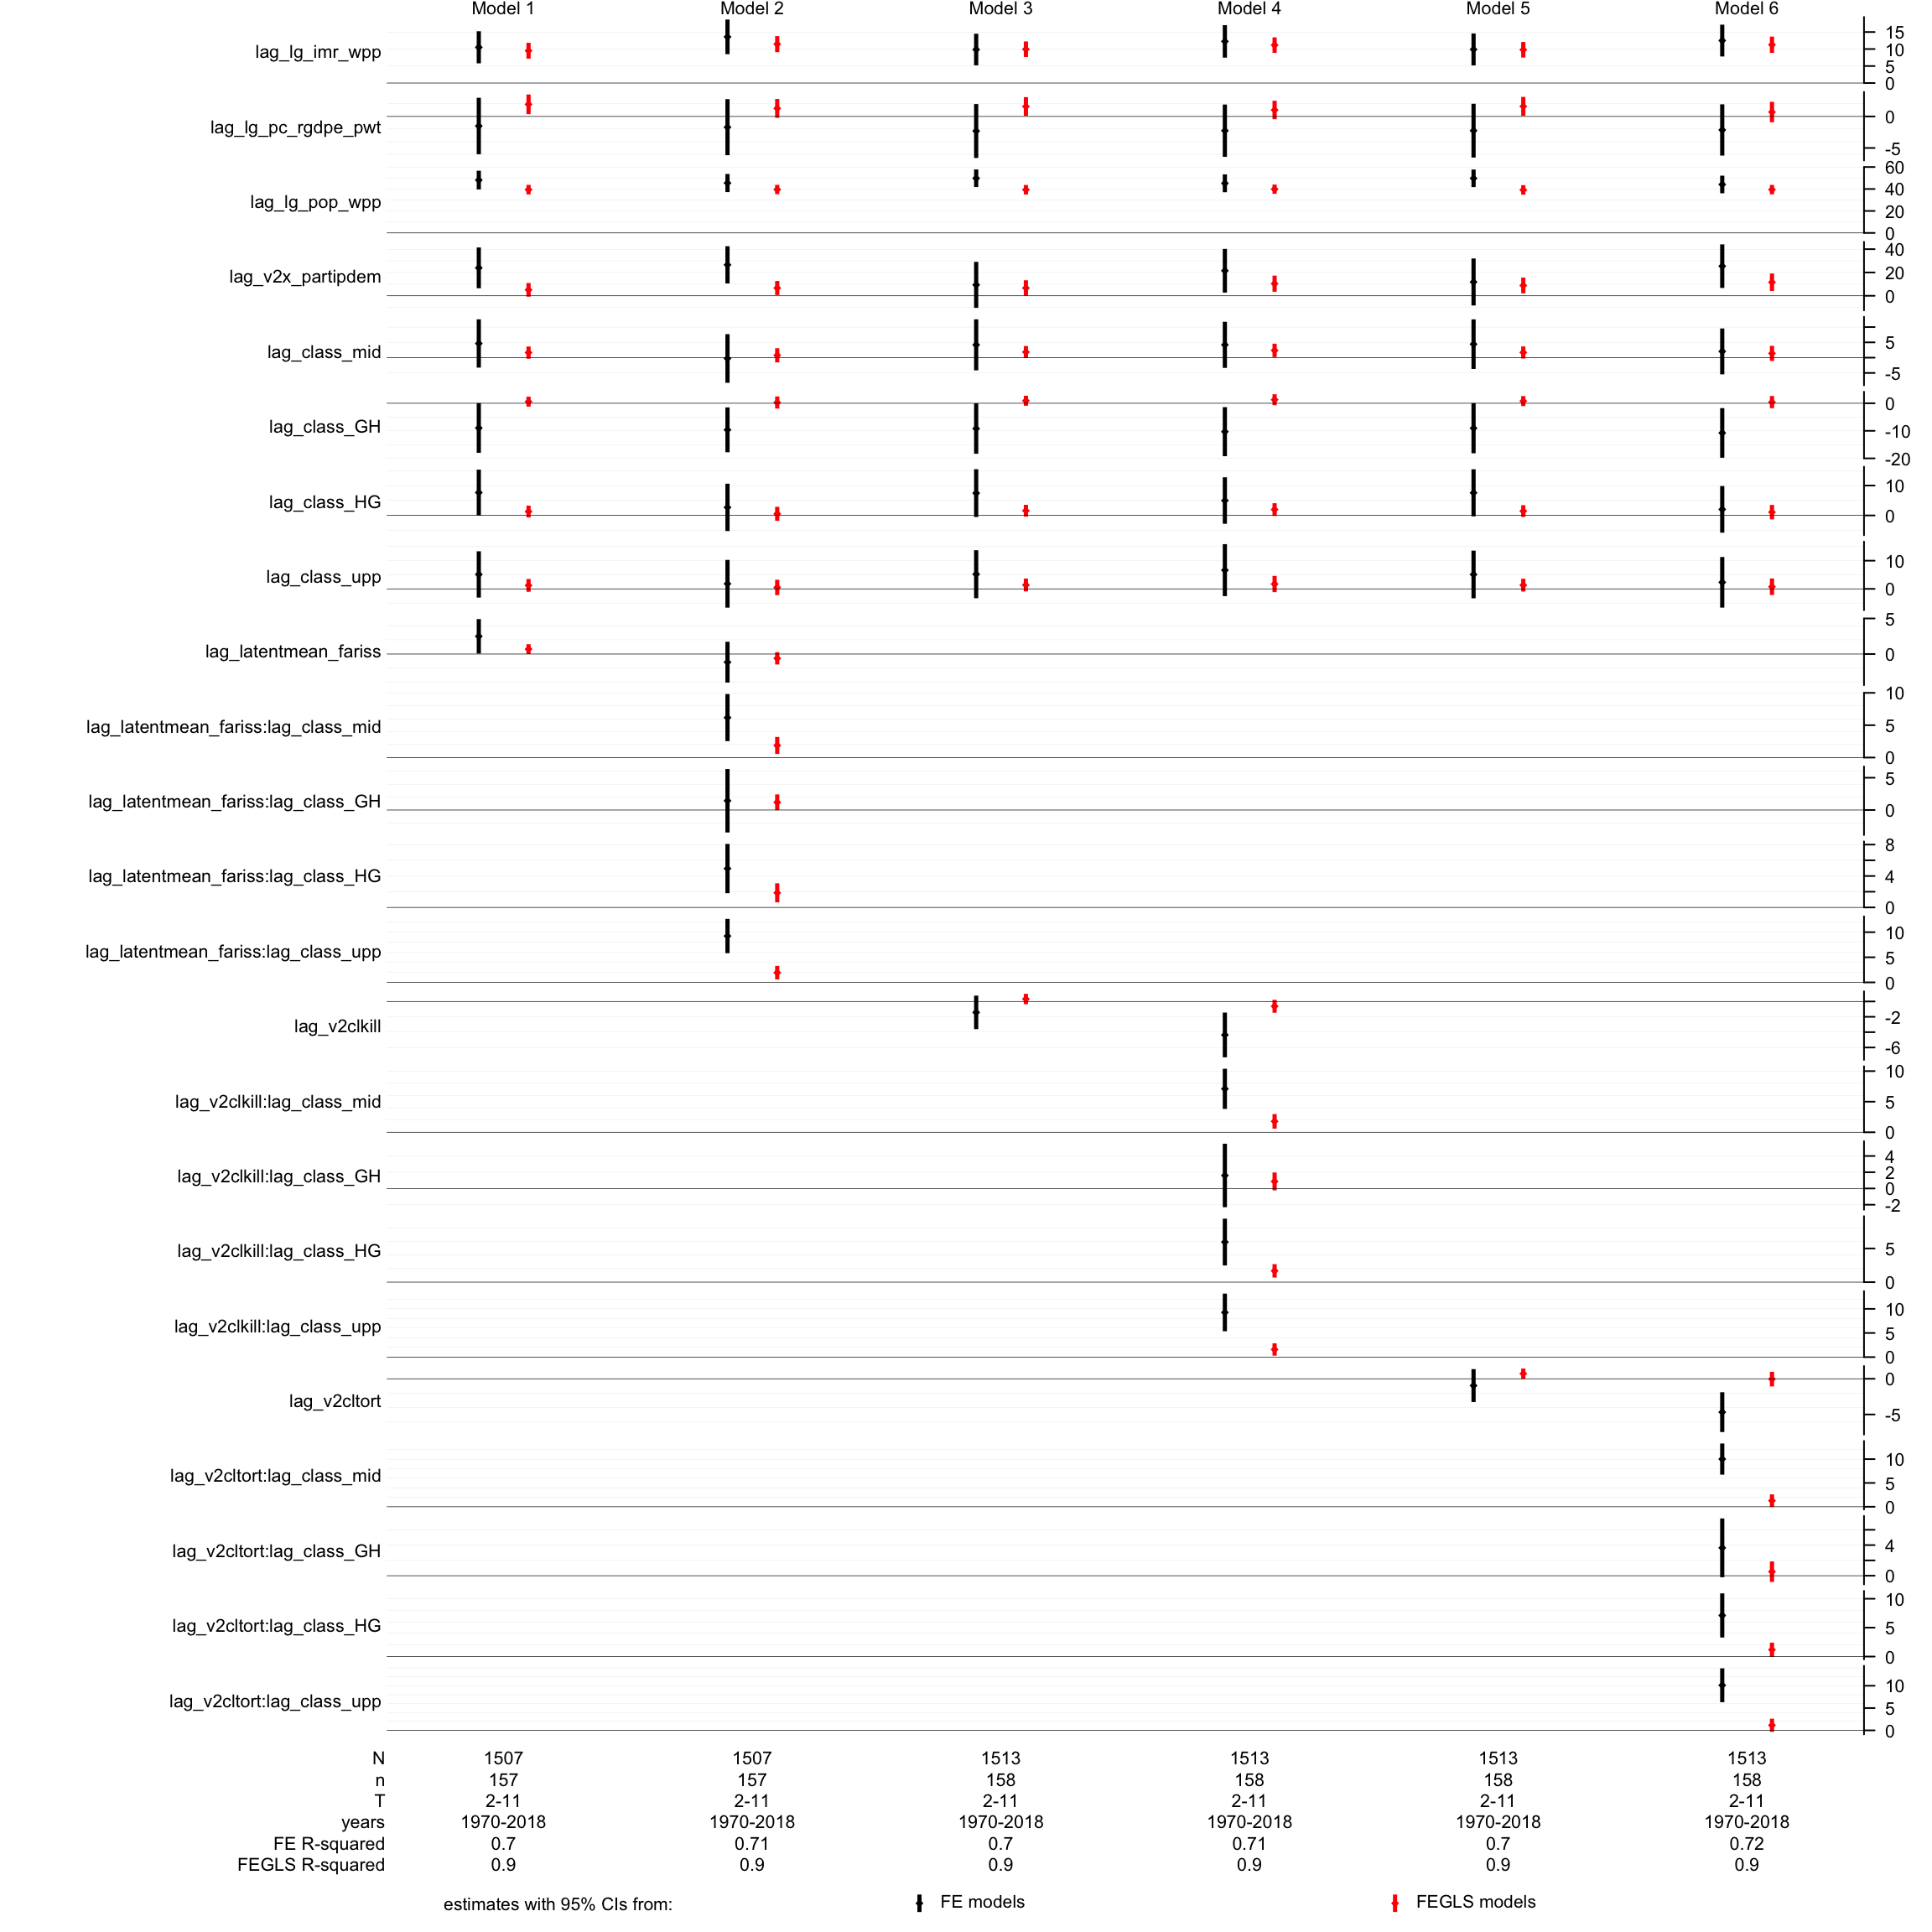 Model 1 Model 2 Model 3 Model 4 Model 5 Model 6
lag_lg_imr_wpp
15
10
5
0
lag_lg_pc_rgdpe_pwt
0
-5
lag_lg_pop_wpp
60
40
20
0
lag_v2x_partipdem
40
20
0
lag_class_mid
5
-5
lag_class_GH
0
-10
-20
lag_class_HG
10
0
lag_class_upp
10
0
lag_latentmean_fariss
5
0
lag_latentmean_fariss:lag_class_mid
10
5
0
lag_latentmean_fariss:lag_class_GH
5
0
lag_latentmean_fariss:lag_class_HG
8
4
0
lag_latentmean_fariss:lag_class_upp
10
5
0
lag_v2clkill
-2
-6
lag_v2clkill:lag_class_mid
10
5
0
lag_v2clkill:lag_class_GH
4
2
0
-2
lag_v2clkill:lag_class_HG
5
0
lag_v2clkill:lag_class_upp
10
5
0
lag_v2cltort
0
-5
lag_v2cltort:lag_class_mid
10
5
0
lag_v2cltort:lag_class_GH
4
0
lag_v2cltort:lag_class_HG
10
5
0
lag_v2cltort:lag_class_upp
10
5
0
N 1507 1507 1513 1513 1513 1513
n 157 157 158 158 158 158
T 2-11 2-11 2-11 2-11 2-11 2-11
years 1970-2018 1970-2018 1970-2018 1970-2018 1970-2018 1970-2018
FE R-squared 0.7 0.71 0.7 0.71 0.7 0.72
FEGLS R-squared 0.9 0.9 0.9 0.9 0.9 0.9
estimates with 95% CIs from: FE models FEGLS models